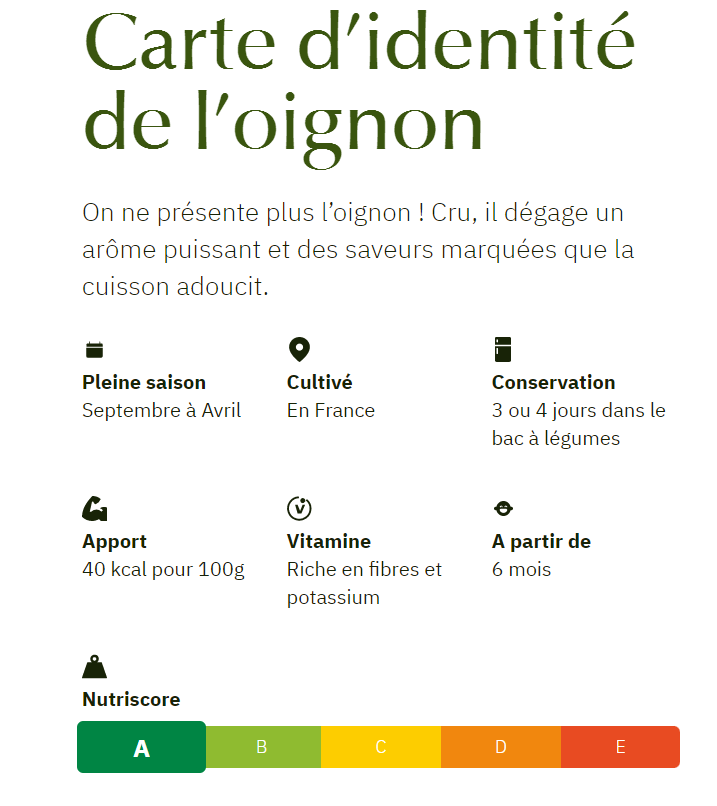 Carte d’identité
de l’oignon
On ne présente plus l’oignon ! Cru, il dégage un
arôme puissant et des saveurs marquées que la
cuisson adoucit.
Pleine saison
Septembre à Avril
Cultivé
En France
Conservation
3 ou 4 jours dans le
bac à légumes
Apport
40 kcal pour 100g
Vitamine
Riche en fibres et
potassium
A partir de
6 mois
Nutriscore
A B C D E